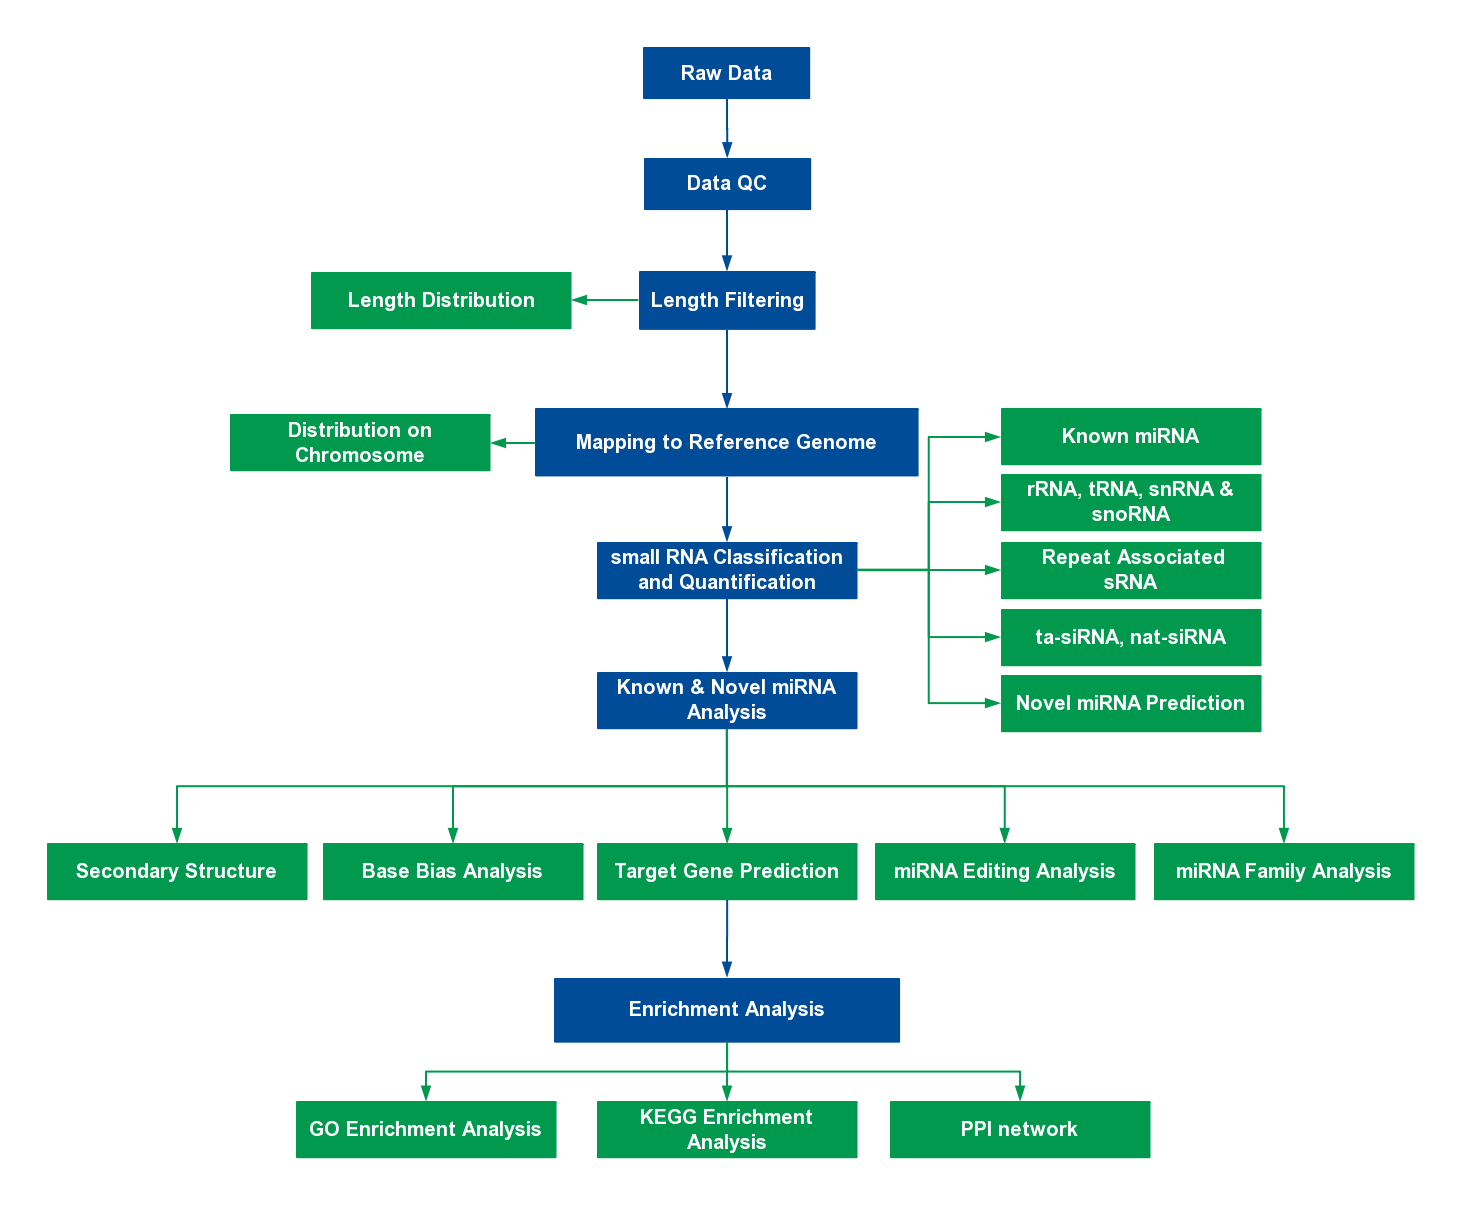 Raw Data
Data QC
Length Distribution
Length Filtering
Distribution on
Chromosome
Mapping to Reference Genome
Known miRNA
rRNA, tRNA, snRNA &
snoRNA
small RNA Classification
and Quantification
Repeat Associated
sRNA
ta-siRNA, nat-siRNA
Known & Novel miRNA
Analysis
Novel miRNA Prediction
Secondary Structure
Base Bias Analysis
Target Gene Prediction
miRNA Editing Analysis
miRNA Family Analysis
Enrichment Analysis
GO Enrichment Analysis
KEGG Enrichment
Analysis
PPI network